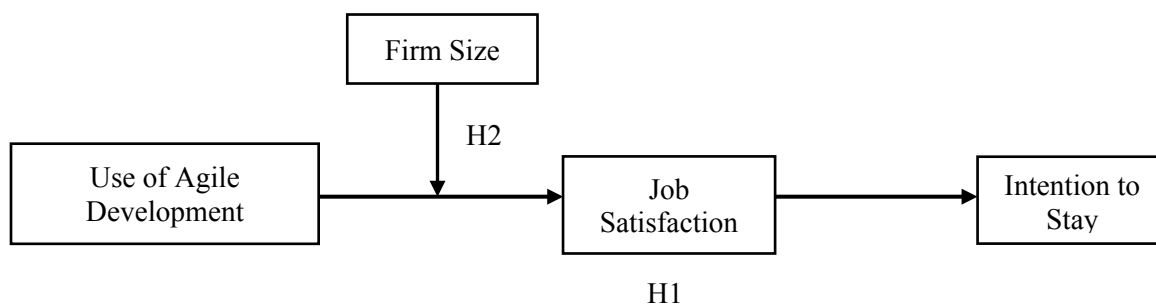 Firm Size
H2
Use of Agile
Development
Job
Satisfaction
Intention to
Stay
H1